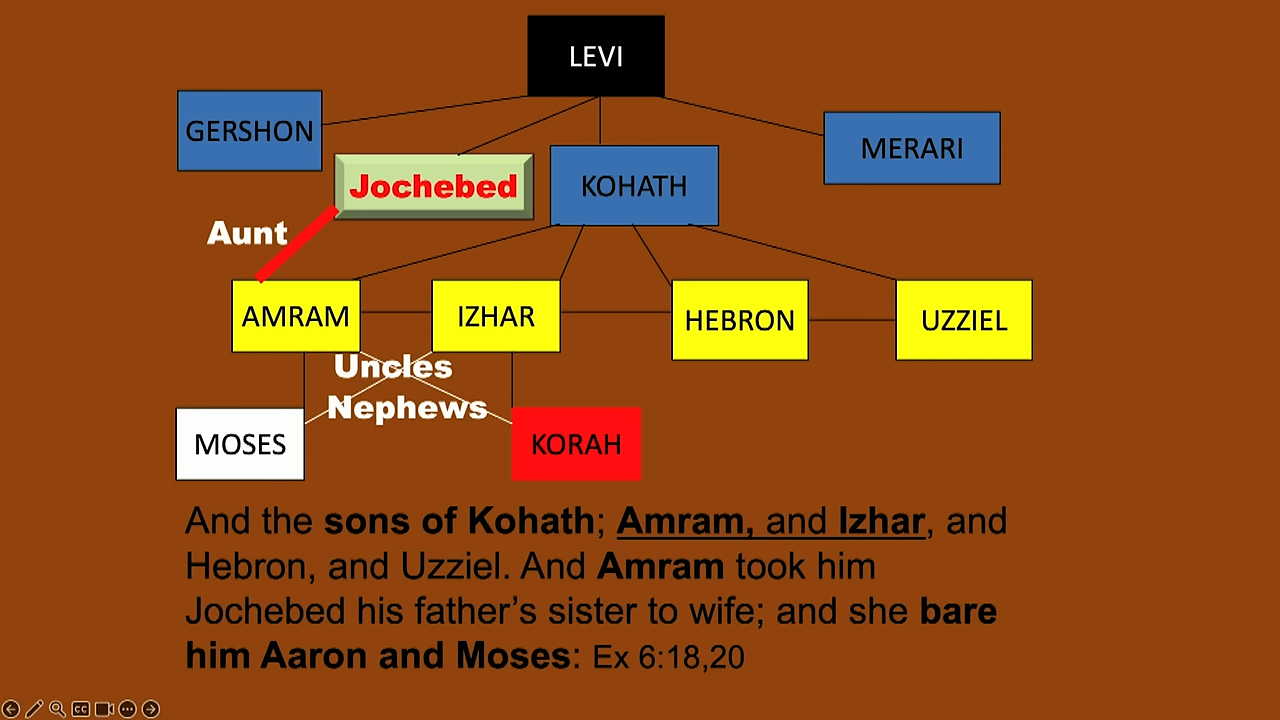 LEVI
GERSHON
MERARI
Jochebed
KOHATH
Aunt
AMRAM
IZHAR
HEBRON
UZZIEL
Uncles
Nephews
MOSES
KORAH
And the sons of Kohath; Amram, and Izhar, and
Hebron, and Uzziel. And Amram took him
Jochebed his father’s sister to wife; and she bare
him Aaron and Moses: Ex 6:18,20
CC